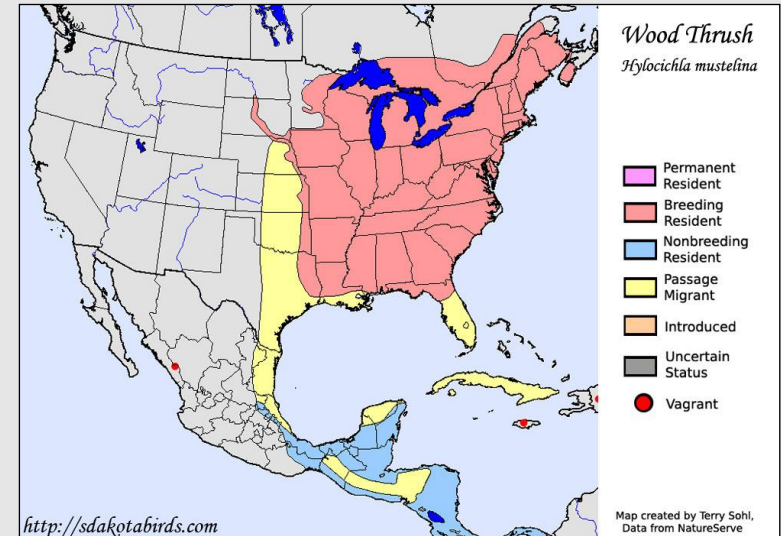 Wood Thrush
Hylocichla mustelina
Permanent
Resident
Breeding
Resident
Nonbreeding
Resident
Passage
Migrant
Introduced
Uncertain
Status
Vagrant
http://sdakotabirds.com
Map created by Terry Sohl,
Data from NatureServe